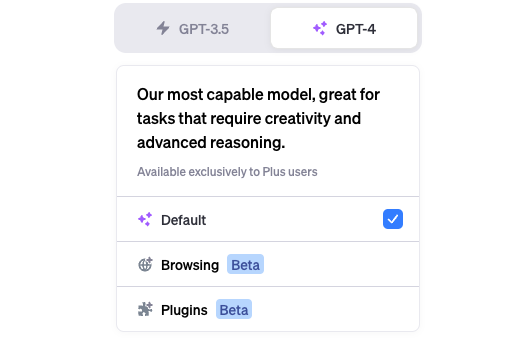 GPT-3.5
GPT-4
Our most capable model, great for
tasks that require creativity and
advanced reasoning.
Available exclusively to Plus users
Default
Browsing Beta
Plugins Beta